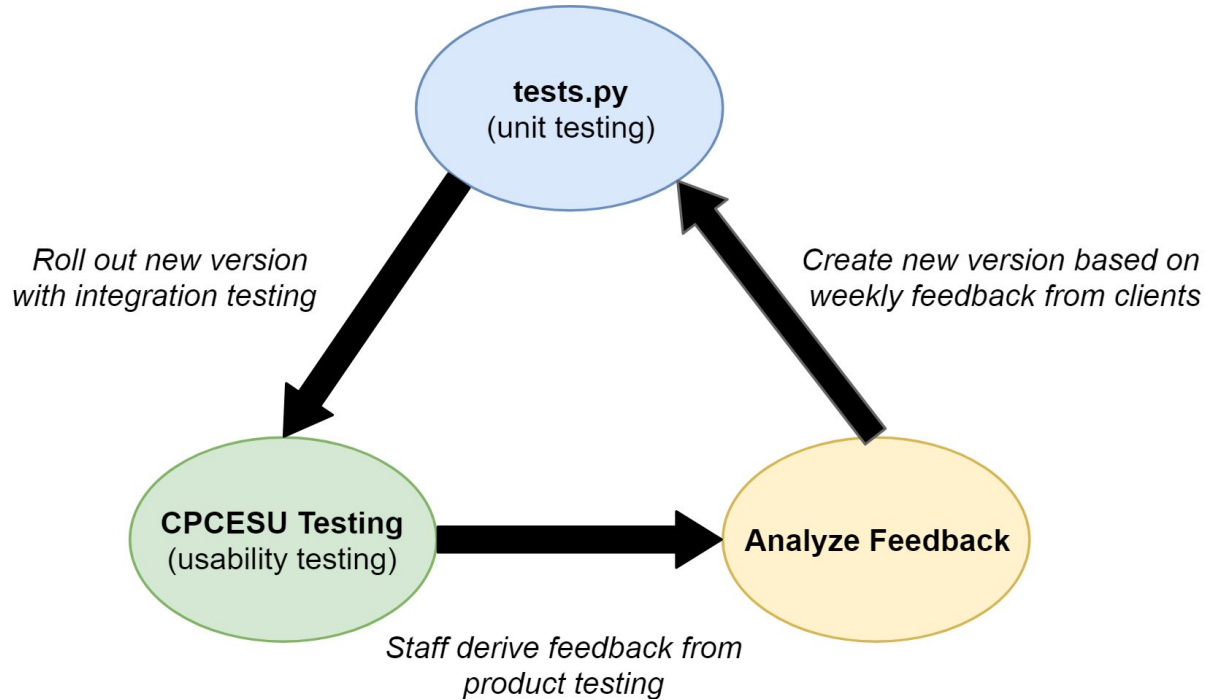 tests.py
(unit testing)
Roll out new version
with integration testing
Create new version based on
weekly feedback from clients
CPCESU Testing
(usability testing)
Analyze Feedback
Staff derive feedback from
product testing